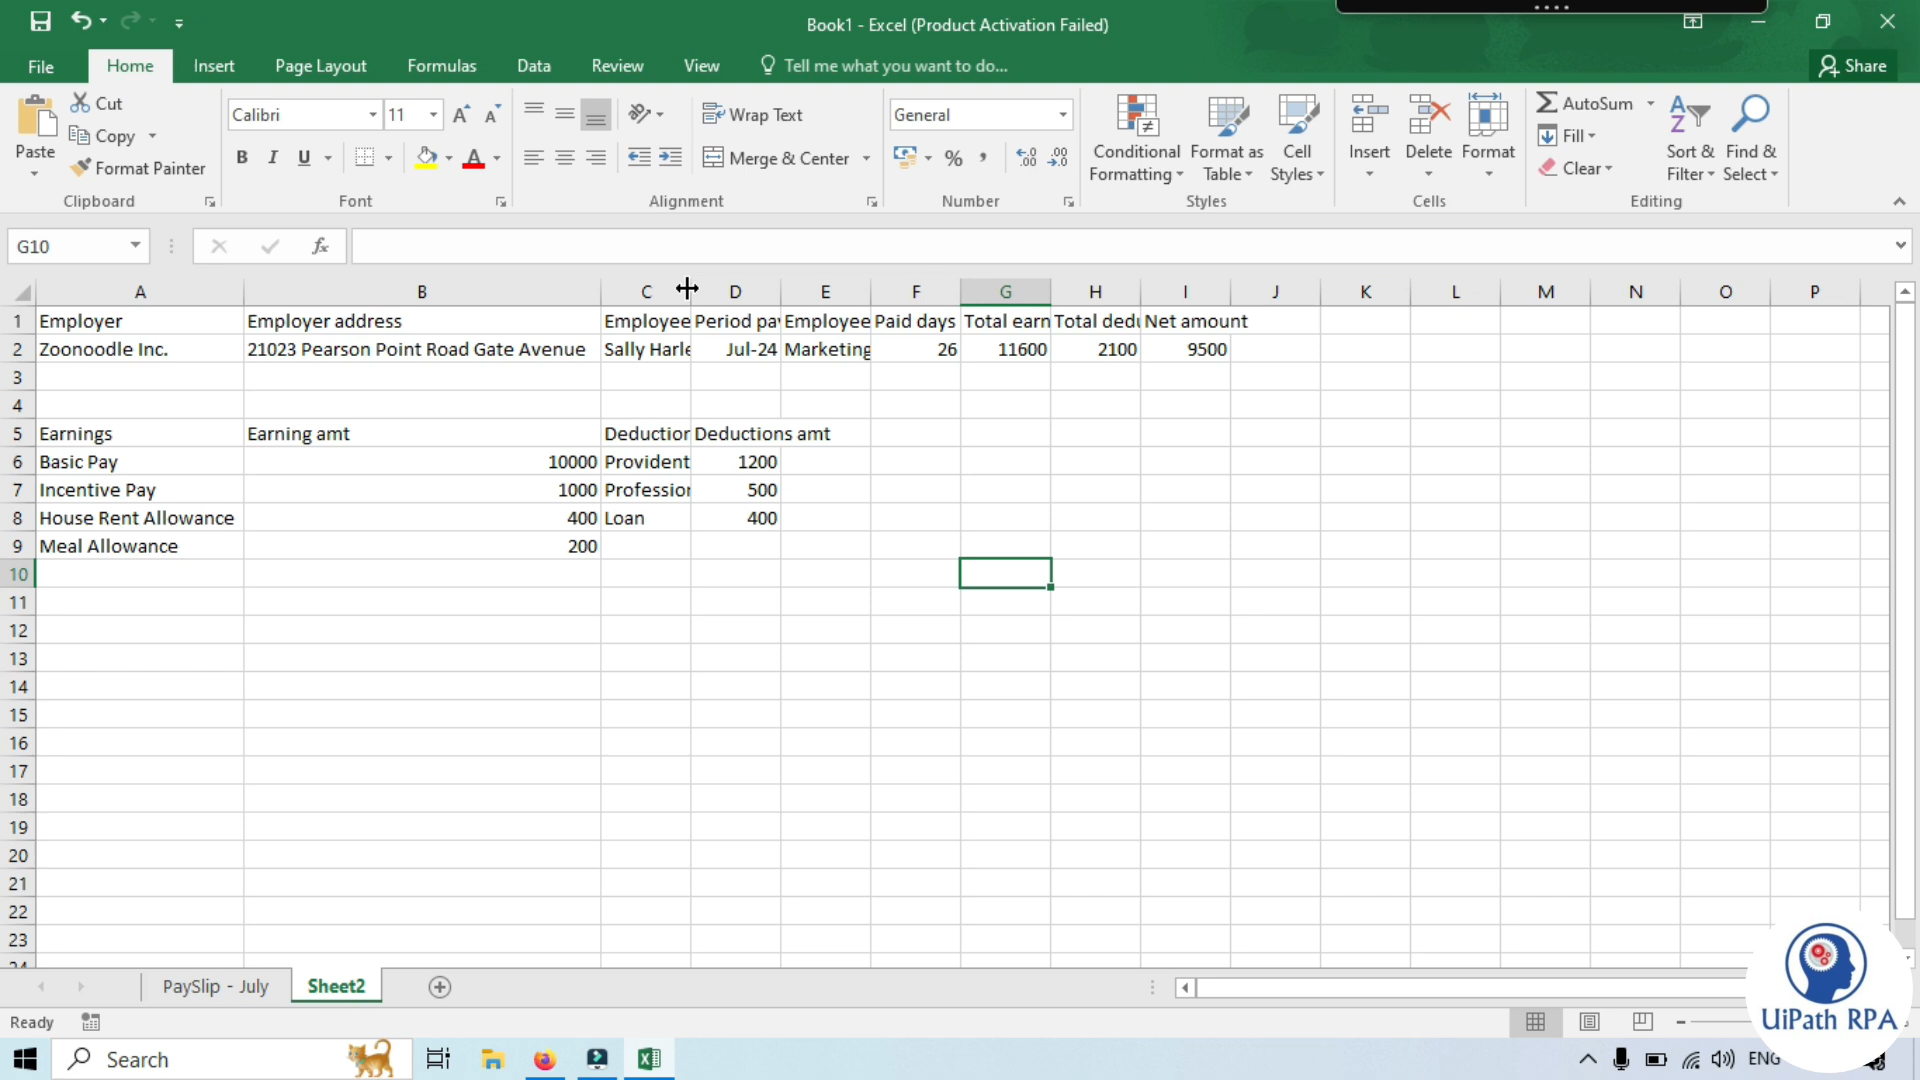 Book1 - Excel (Product Activation Failed)
File Home Insert Page Layout Formulas Data Review View Tell me what you want to do... Share
Paste Cut Copy Format Painter Clipboard
Calibri 11 A A B I U A Font
Wrap Text Merge & Center Alignment
General % , .00 Number
Conditional Formatting Format as Table Cell Styles Styles
Insert Delete Format Cells
AutoSum Fill Clear Sort & Filter Find & Select Editing
G10 fx
A B C D E F G H I J K L M N O P
1 Employer Employer address Employee Period pa Employee Paid days Total earn Total dedu Net amount
2 Zoonoodle Inc. 21023 Pearson Point Road Gate Avenue Sally Harle Jul-24 Marketing 26 11600 2100 9500
3
4
5 Earnings Earning amt Deduction Deductions amt
6 Basic Pay 10000 Provident 1200
7 Incentive Pay 1000 Profession 500
8 House Rent Allowance 400 Loan 400
9 Meal Allowance 200
10
11
12
13
14
15
16
17
18
19
20
21
22
23
24
PaySlip - July Sheet2
Ready
UiPath RPA
Search ENG